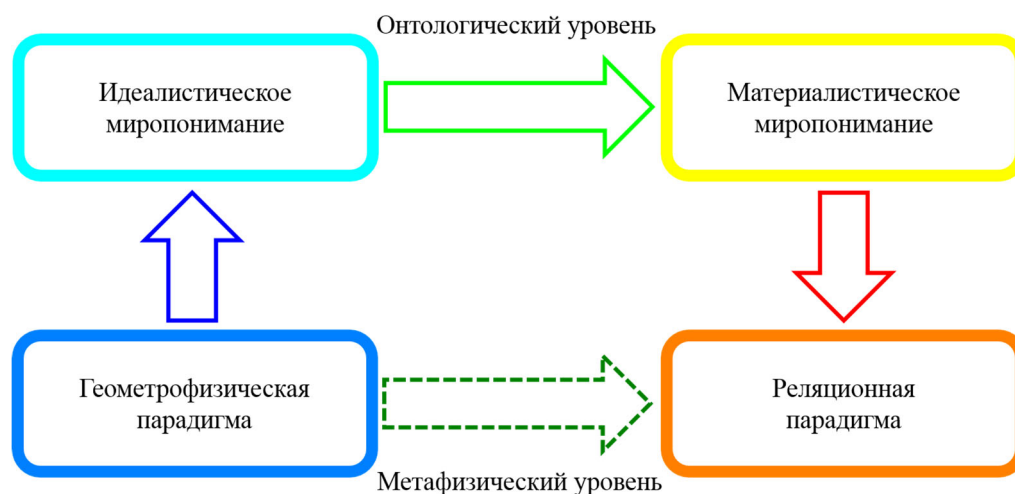 Онтологический уровень
Идеалистическое
миропонимание
Материалистическое
миропонимание
Геометрофизическая
парадигма
Реляционная
парадигма
Метафизический уровень